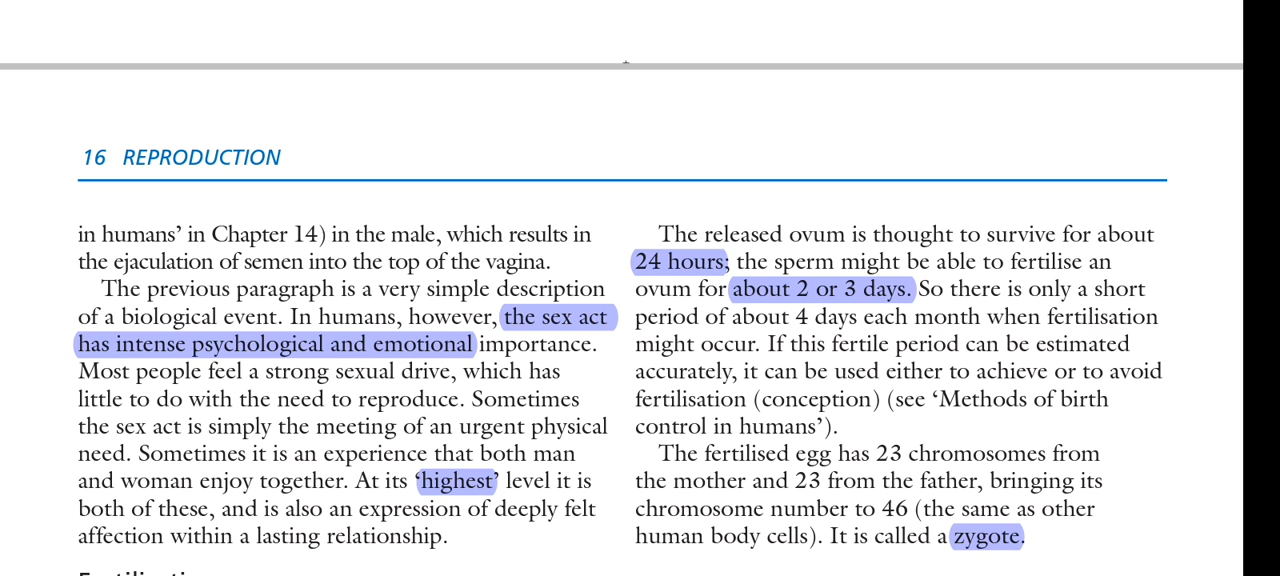 16 REPRODUCTION
in humans’ in Chapter 14) in the male, which results in
the ejaculation of semen into the top of the vagina.
The previous paragraph is a very simple description
of a biological event. In humans, however, the sex act
has intense psychological and emotional importance.
Most people feel a strong sexual drive, which has
little to do with the need to reproduce. Sometimes
the sex act is simply the meeting of an urgent physical
need. Sometimes it is an experience that both man
and woman enjoy together. At its ‘highest’ level it is
both of these, and is also an expression of deeply felt
affection within a lasting relationship.
The released ovum is thought to survive for about
24 hours; the sperm might be able to fertilise an
ovum for about 2 or 3 days. So there is only a short
period of about 4 days each month when fertilisation
might occur. If this fertile period can be estimated
accurately, it can be used either to achieve or to avoid
fertilisation (conception) (see ‘Methods of birth
control in humans’).
The fertilised egg has 23 chromosomes from
the mother and 23 from the father, bringing its
chromosome number to 46 (the same as other
human body cells). It is called a zygote.